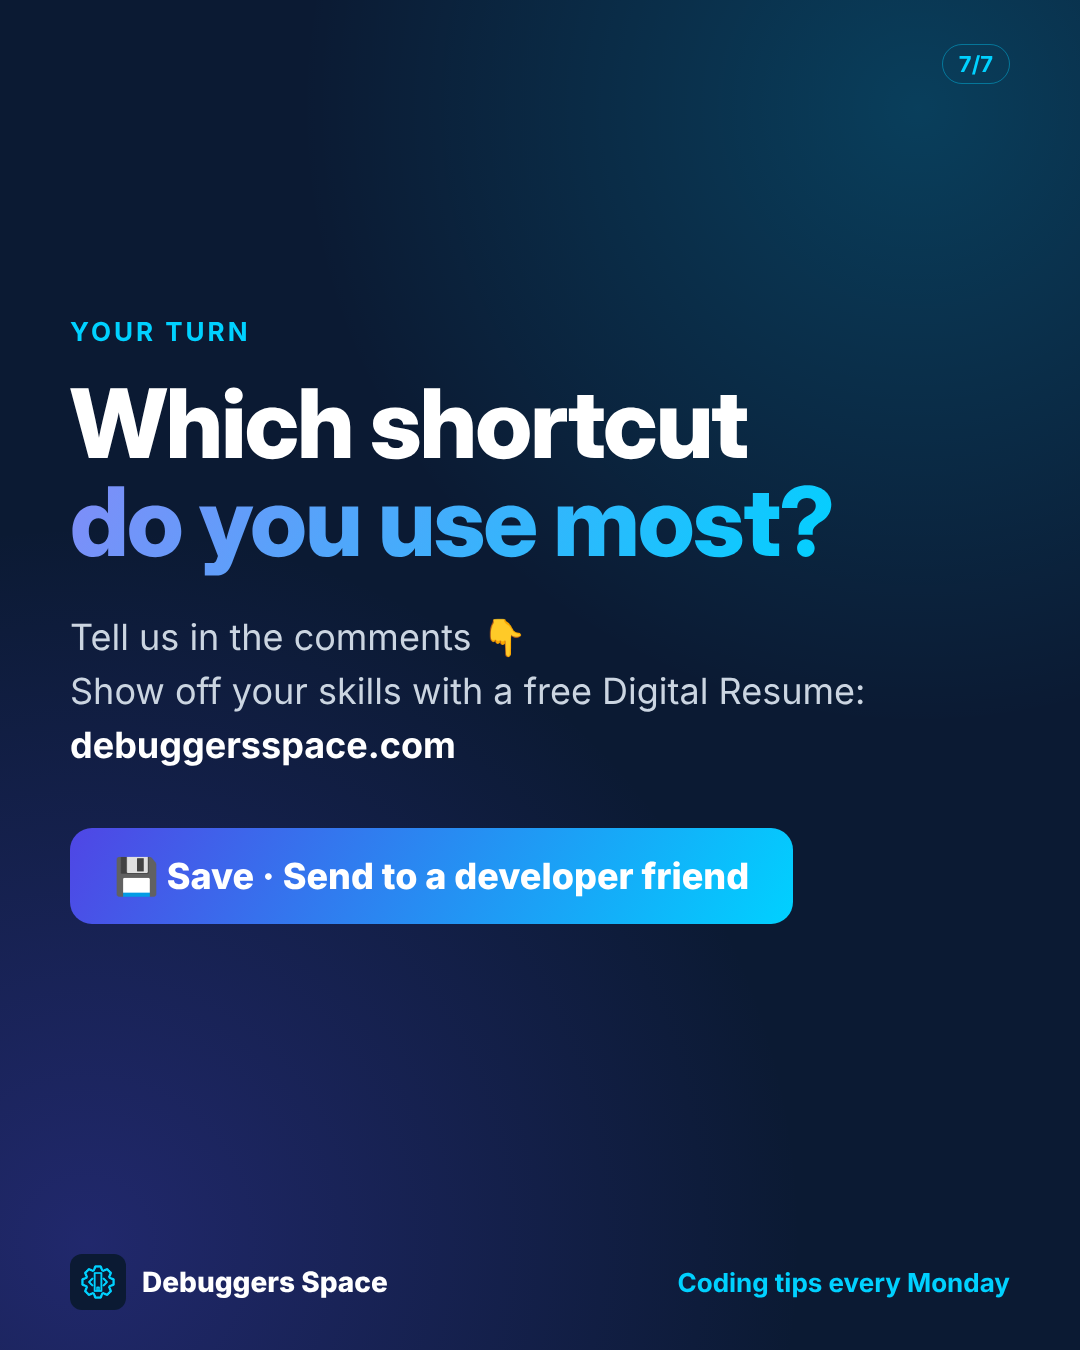 7/7
YOUR TURN
Which shortcut
do you use most?
Tell us in the comments 👇
Show off your skills with a free Digital Resume:
debuggersspace.com
💾 Save · Send to a developer friend
Debuggers Space
Coding tips every Monday